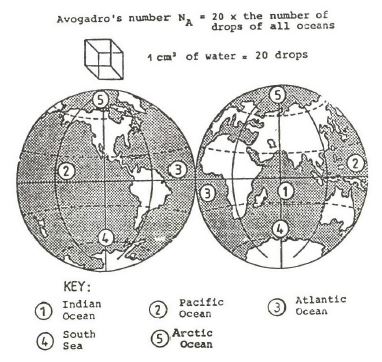 Avogadro's number N_A = 20 x the number of
drops of all oceans
1 cm³ of water = 20 drops
5
5
2
3
2
3
1
4
4
KEY:
1 Indian Ocean
2 Pacific Ocean
3 Atlantic Ocean
4 South Sea
5 Arctic Ocean